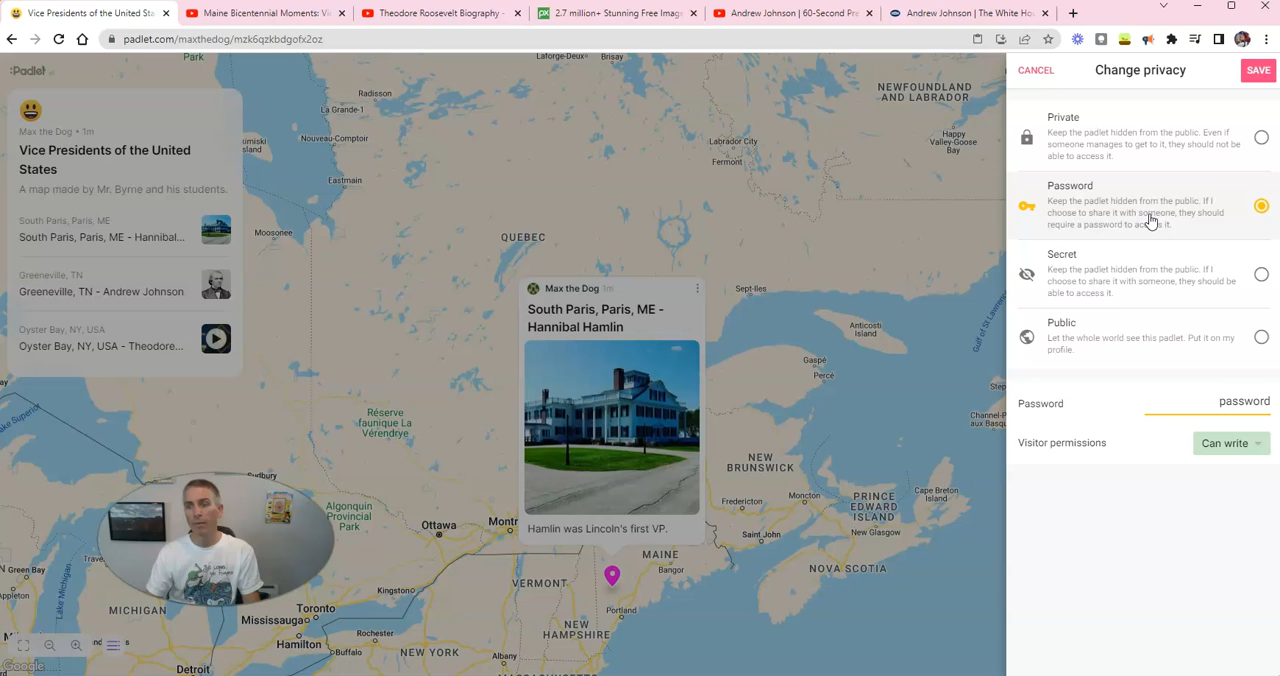 Vice Presidents of the United Sta
Maine Bicentennial Moments: Vi
Theodore Roosevelt Biography -
2.7 million+ Stunning Free Imag
Andrew Johnson | 60-Second Pre
Andrew Johnson | The White Ho
padlet.com/maxthedog/mzk6qzkbdgofx2oz
:Padlet
Max the Dog • 1m
Vice Presidents of the United
States
A map made by Mr. Byrne and his students.
South Paris, Paris, ME
South Paris, Paris, ME - Hannibal...
Greeneville, TN
Greeneville, TN - Andrew Johnson
Oyster Bay, NY, USA
Oyster Bay, NY, USA - Theodore...
Park
Laforge-Deux
Brisay
Radisson
La Grande-1
Nouveau-Comptoir
Eastmain
Moosonee
QUEBEC
Labrador City
Fermont
NEWFOUNDLAND
AND LABRADOR
Happy
Valley-Goose
Bay
Sept-Îles
Anticosti
Island
Gulf of St Lawrence
Gaspé
Percé
Max the Dog 1m
South Paris, Paris, ME -
Hannibal Hamlin
Hamlin was Lincoln's first VP.
Réserve
faunique La
Vérendrye
Sudbury
Algonquin
Provincial
Park
Ottawa
Kingston
Toronto
Mississauga
Hamilton
Rochester
Buffalo
NEW YORK
Albany
Green Bay
Lake Michigan
MICHIGAN
Detroit
VERMONT
NEW
HAMPSHIRE
MAINE
Bangor
Portland
NEW
BRUNSWICK
Fredericton
Moncton
Saint John
PRINCE
EDWARD
ISLAND
Cape Breton
Island
New Glasgow
NOVA SCOTIA
Google
CANCEL
Change privacy
SAVE
Private
Keep the padlet hidden from the public. Even if
someone manages to get to it, they should not be
able to access it.
Password
Keep the padlet hidden from the public. If I
choose to share it with someone, they should
require a password to access it.
Secret
Keep the padlet hidden from the public. If I
choose to share it with someone, they should be
able to access it.
Public
Let the whole world see this padlet. Put it on my
profile.
Password
password
Visitor permissions
Can write